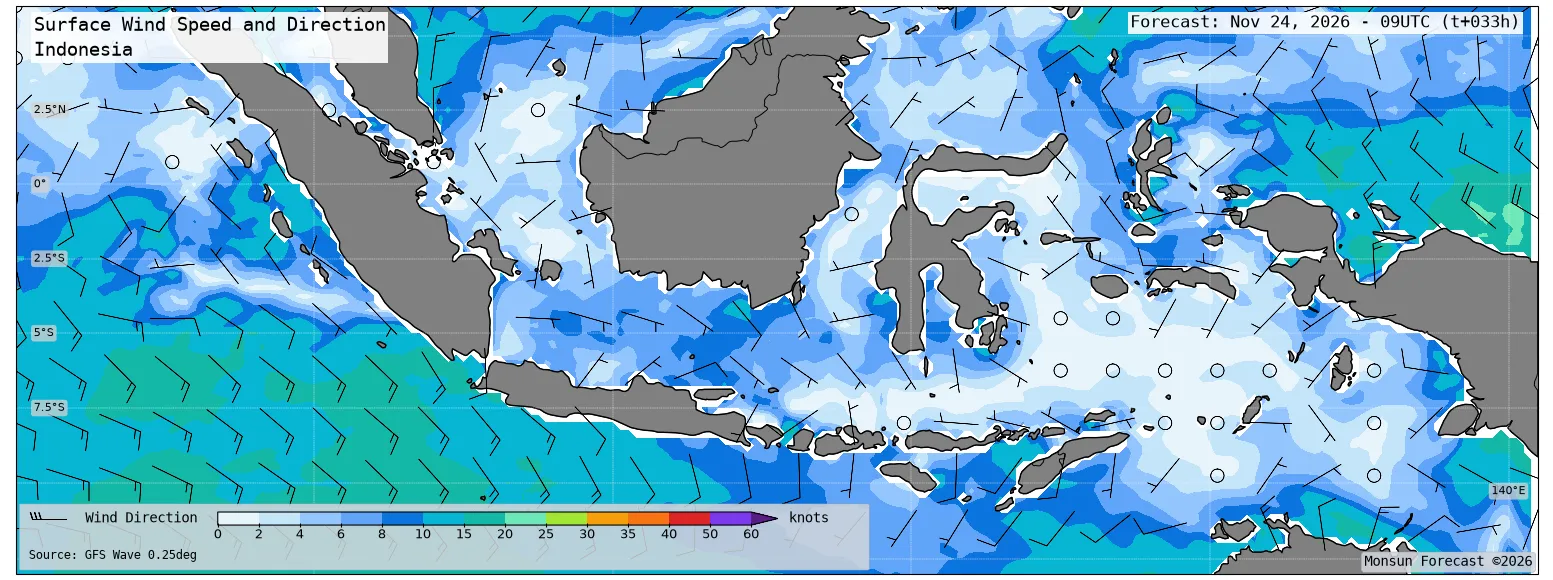 Surface Wind Speed and Direction
Indonesia
Forecast: Nov 24, 2026 - 09UTC (t+033h)
2.5°N
0°
2.5°S
5°S
7.5°S
140°E
Wind Direction
0 2 4 6 8 10 15 20 25 30 35 40 50 60 knots
Source: GFS Wave 0.25deg
Monsun Forecast ©2026